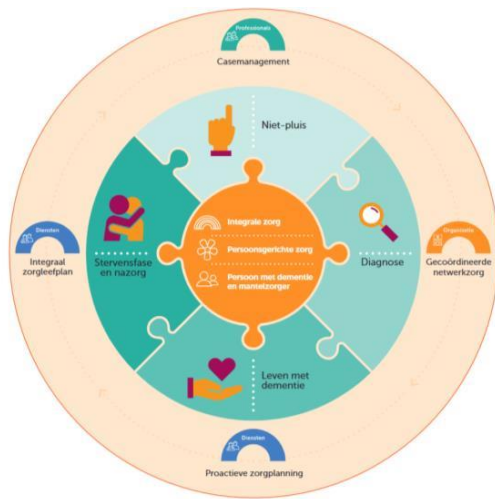 Professionals
Casemanagement
Niet-pluis
Integrale zorg
Persoonsgerichte zorg
Persoon met dementie
en mantelzorger
Diensten
Integraal
zorgleefplan
Stervensfase
en nazorg
Diagnose
Organisatie
Gecoördineerde
netwerkzorg
Leven met
dementie
Diensten
Proactieve zorgplanning